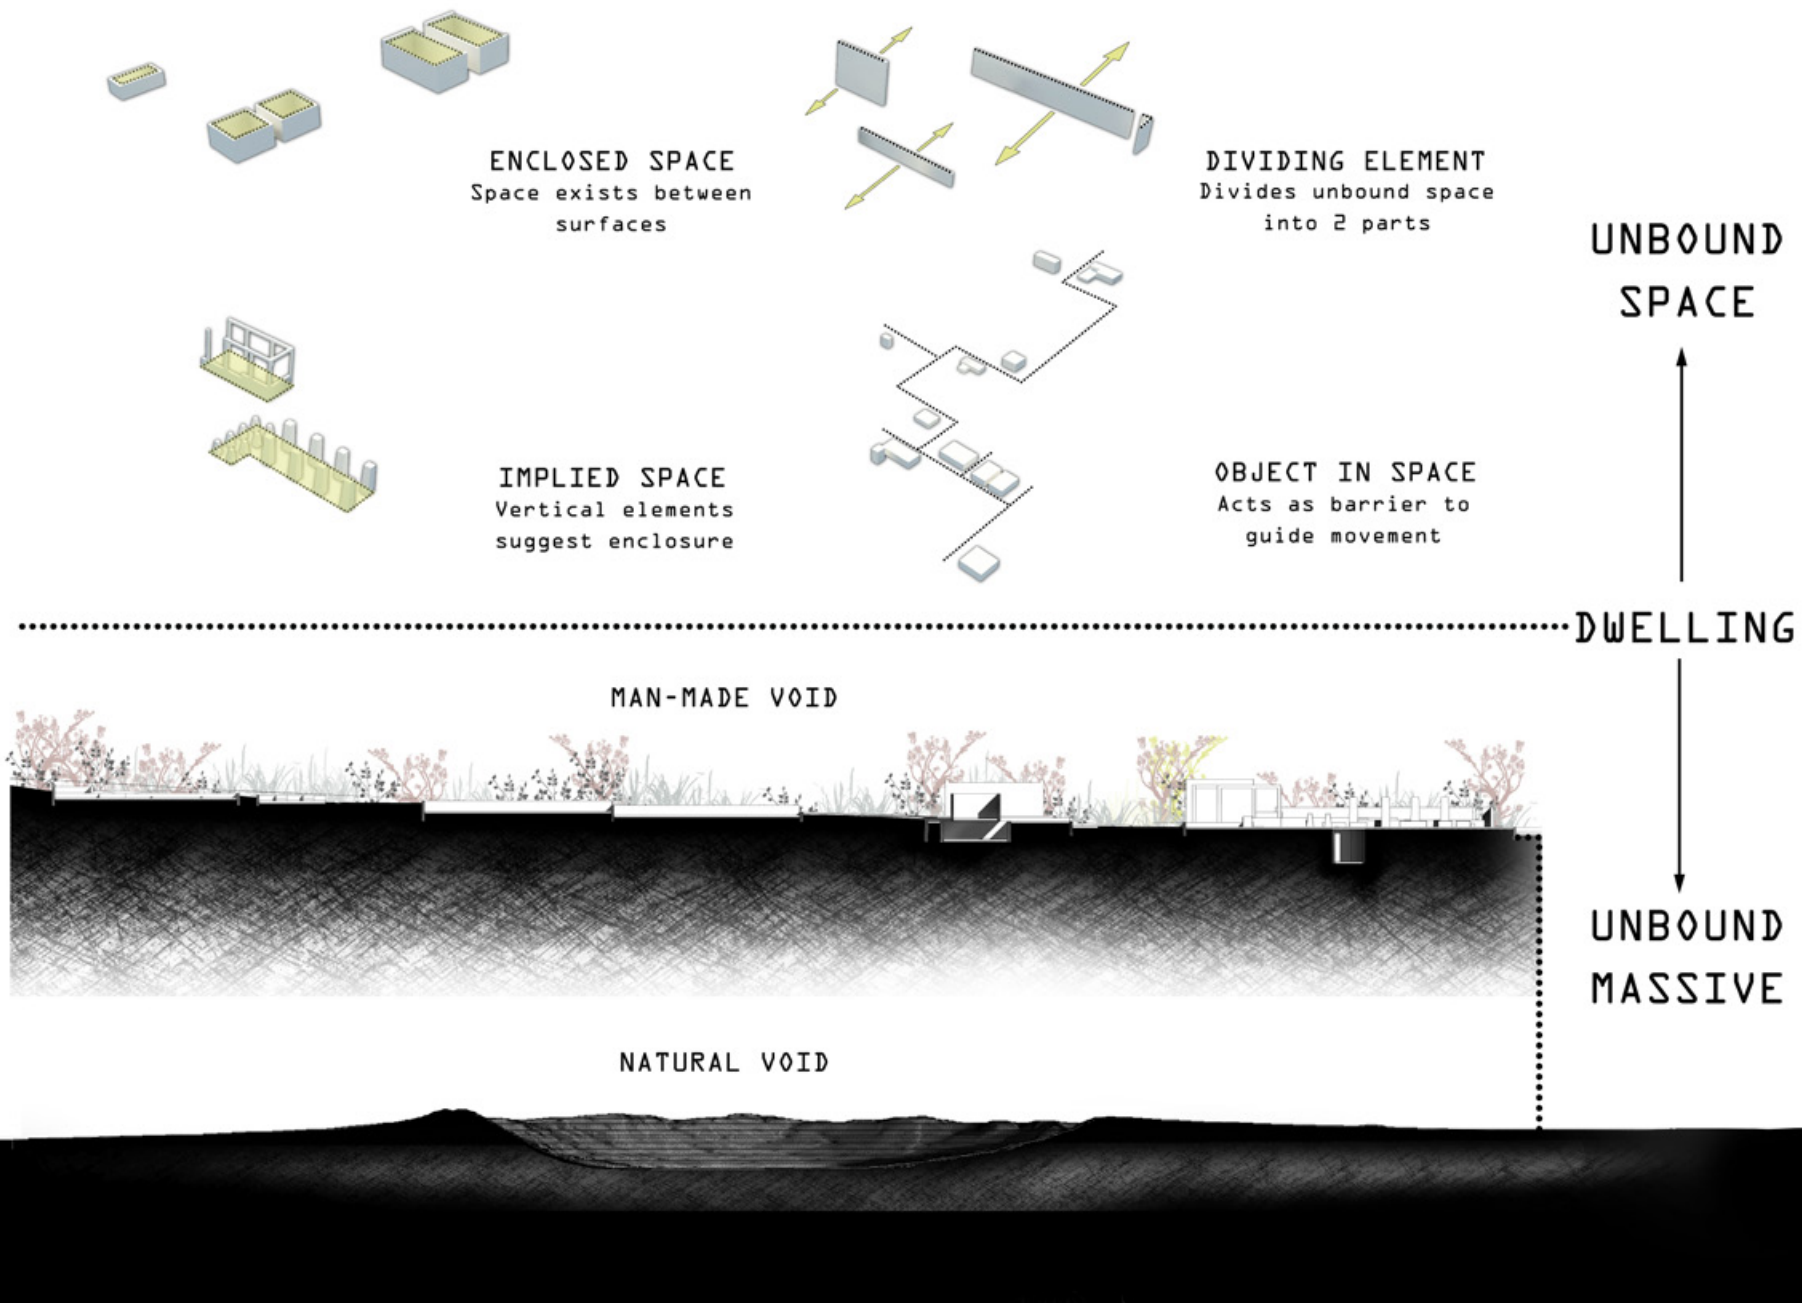 ENCLOSED SPACE
Space exists between
surfaces
DIVIDING ELEMENT
Divides unbound space
into 2 parts
UNBOUND
SPACE
IMPLIED SPACE
Vertical elements
suggest enclosure
OBJECT IN SPACE
Acts as barrier to
guide movement
DWELLING
MAN-MADE VOID
UNBOUND
MASSIVE
NATURAL VOID